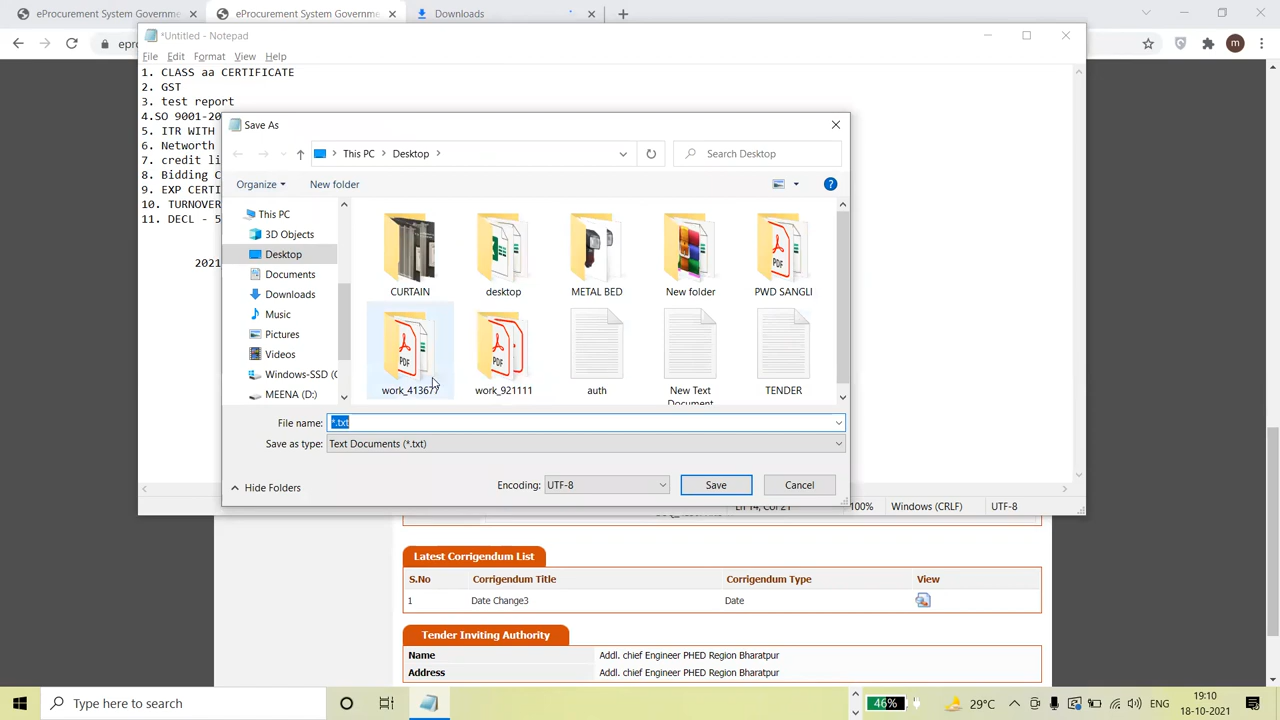 eProcurement System Governme
eProcurement System Governme
Downloads
epro
m
*Untitled - Notepad
File Edit Format View Help
1. CLASS aa CERTIFICATE
2. GST
3. test report
4.SO 9001-20
5. ITR WITH
6. Networth
7. credit li
8. Bidding C
9. EXP CERTI
10. TURNOVER
11. DECL - 5
2021
Save As
This PC
Desktop
Search Desktop
Organize
New folder
This PC
3D Objects
Desktop
Documents
Downloads
Music
Pictures
Videos
Windows-SSD (
MEENA (D:)
CURTAIN
desktop
METAL BED
New folder
PWD SANGLI
work_413677
work_921111
auth
New Text
Document
TENDER
File name: *.txt
Save as type: Text Documents (*.txt)
Hide Folders
Encoding: UTF-8
Save
Cancel
Ln 14, Col 21
100%
Windows (CRLF)
UTF-8
Latest Corrigendum List
S.No Corrigendum Title Corrigendum Type View
1 Date Change3 Date
Tender Inviting Authority
Name Addl. chief Engineer PHED Region Bharatpur
Address Addl. chief Engineer PHED Region Bharatpur
Type here to search
46%
29°C
ENG
19:10
18-10-2021